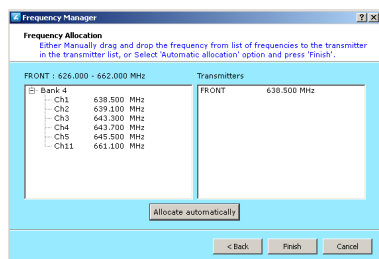 Frequency Manager
Frequency Allocation
Either Manually drag and drop the frequency from list of frequencies to the transmitter
in the transmitter list, or Select 'Automatic allocation' option and press 'Finish'.
FRONT : 626.000 - 662.000 MHz
Transmitters
Bank 4
Ch1 638.500 MHz
Ch2 639.100 MHz
Ch3 643.300 MHz
Ch4 643.700 MHz
Ch5 645.500 MHz
Ch11 661.100 MHz
FRONT 638.500 MHz
Allocate automatically
< Back Finish Cancel